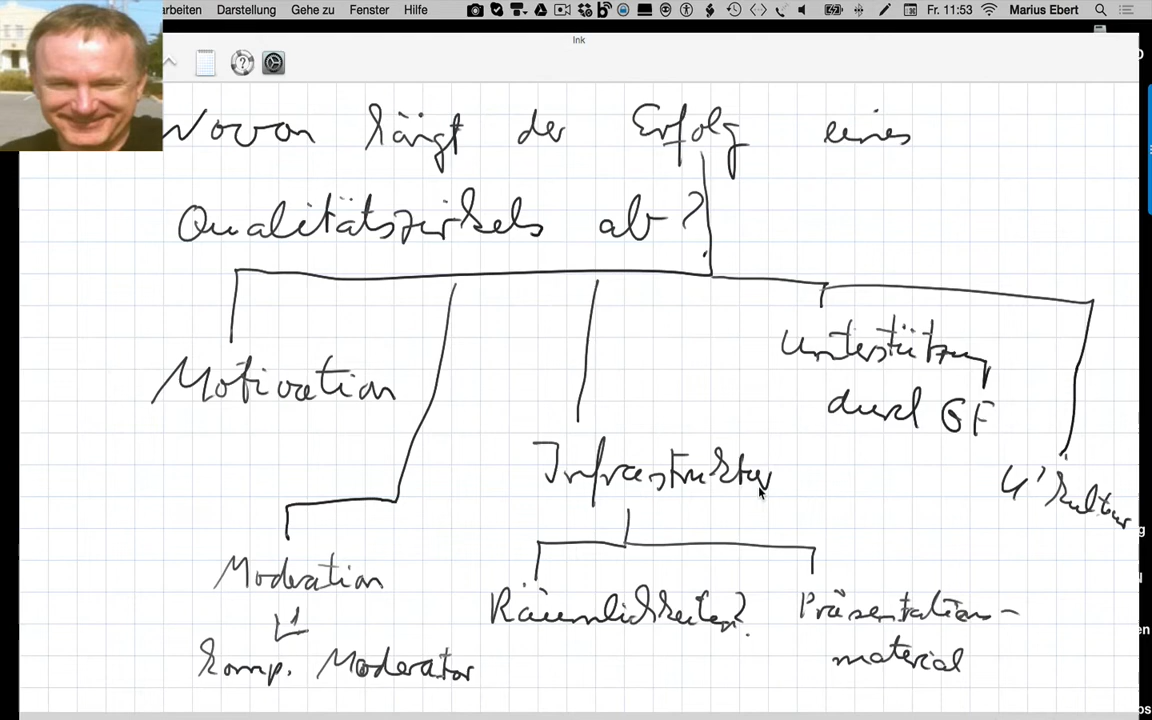 arbeiten Darstellung Gehe zu Fenster Hilfe Fr. 11:53 Marius Ebert
Ink
Wovon hängt der Erfolg eines
Qualitätszirkels ab?
Unterstützung
durch GF
Motivation
Infrastruktur
U'kultur
Moderation
Räumlichkeiten? Präsentations-
material
komp. Moderator